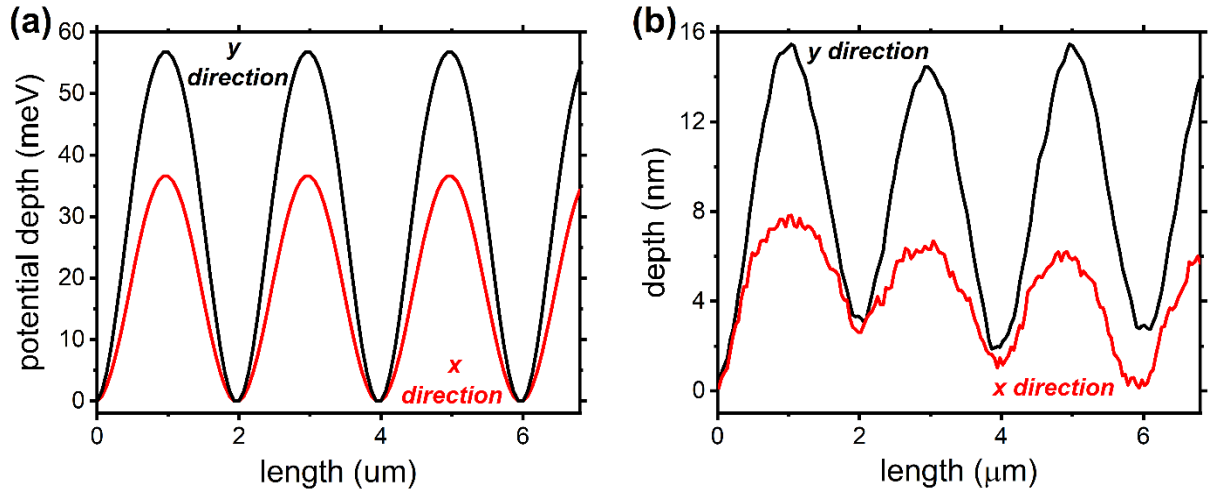 (a)
60
50
40
30
20
10
0
potential depth (meV)
y
direction
x
direction
0
2
4
6
length (um)
(b)
16
12
8
4
0
depth (nm)
y direction
x direction
0
2
4
6
length (μm)